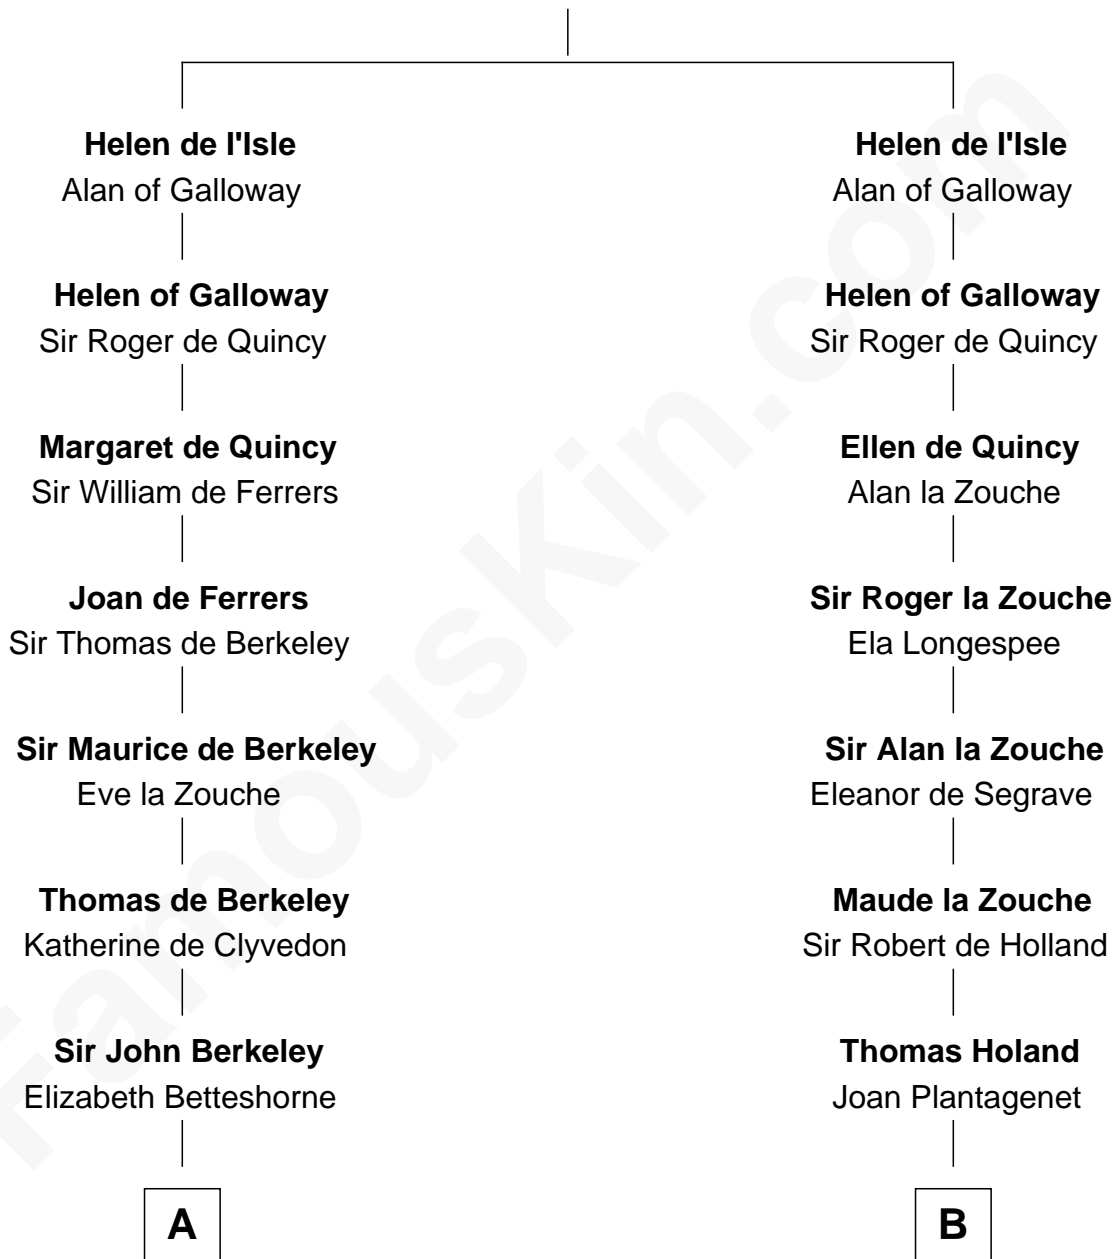 Helen de l'Isle
Alan of Galloway
Helen of Galloway
Sir Roger de Quincy
Margaret de Quincy
Sir William de Ferrers
Joan de Ferrers
Sir Thomas de Berkeley
Sir Maurice de Berkeley
Eve la Zouche
Thomas de Berkeley
Katherine de Clyvedon
Sir John Berkeley
Elizabeth Betteshorne
A
Helen de l'Isle
Alan of Galloway
Helen of Galloway
Sir Roger de Quincy
Ellen de Quincy
Alan la Zouche
Sir Roger la Zouche
Ela Longespee
Sir Alan la Zouche
Eleanor de Segrave
Maude la Zouche
Sir Robert de Holland
Thomas Holand
Joan Plantagenet
B
FamousKin.com